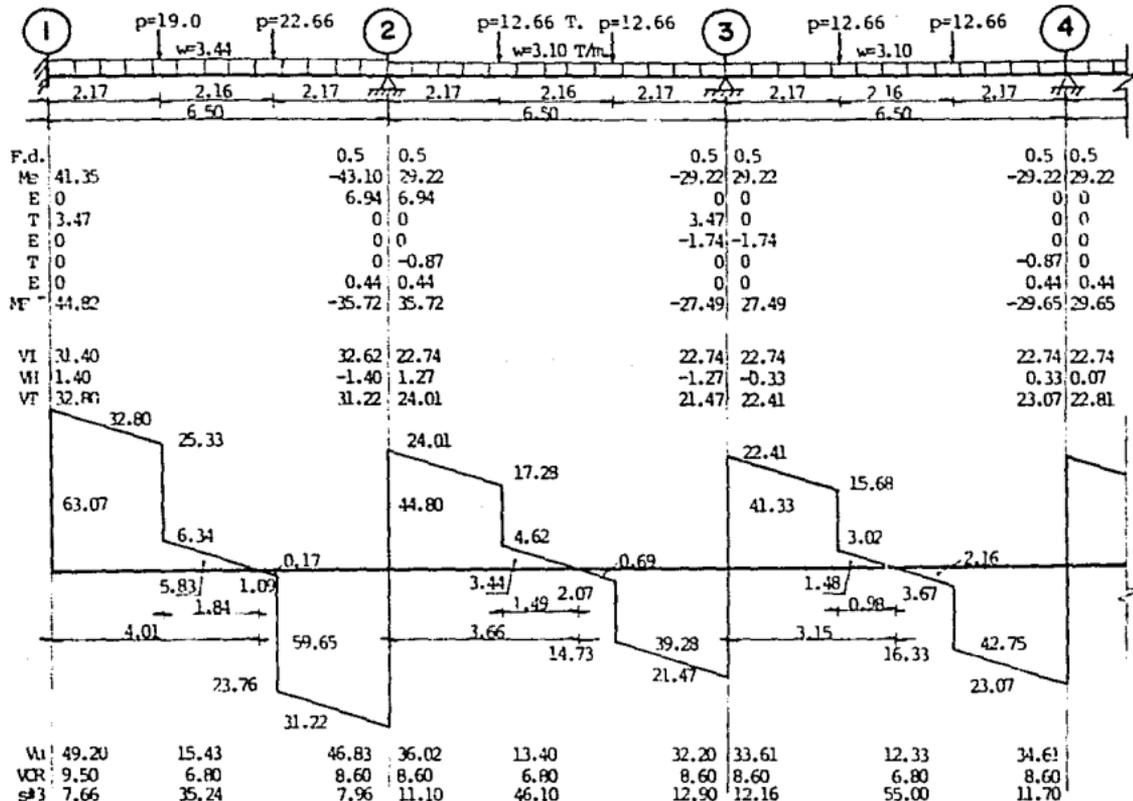 1 2 3 4
p=19.0 p=22.66 p=12.66 T. p=12.66 p=12.66 p=12.66
w=3.44 w=3.10 T/m w=3.10
2.17 2.16 2.17 2.17 2.16 2.17 2.17 2.16 2.17
6.50 6.50 6.50
F.d. 0.5 0.5 0.5 0.5 0.5 0.5
Me 41.35 -43.10 29.22 -29.22 29.22 -29.22 29.22
E 0 6.94 6.94 0 0 0 0
T 3.47 0 0 3.47 0 0 0
E 0 0 0 -1.74 -1.74 0 0
T 0 0 -0.87 0 0 -0.87 0
E 0 0.44 0.44 0 0 0.44 0.44
MF 44.82 -35.72 35.72 -27.49 27.49 -29.65 29.65
VI 31.40 32.62 22.74 22.74 22.74 22.74 22.74
VH 1.40 -1.40 1.27 -1.27 -0.33 0.33 0.07
VT 32.80 31.22 24.01 21.47 22.41 23.07 22.81
32.80 24.01 22.41
25.33 17.28 15.68
63.07 44.80 41.33
6.34 4.62 3.02
0.17 0.69 2.16
5.83 1.09 3.44 2.07 1.48 3.67
1.84 1.49 0.98
4.01 3.66 3.15
59.65 14.73 39.28 16.33 42.75
23.76 21.47 23.07
31.22
Vu 49.20 15.43 46.83 36.02 13.40 32.20 33.61 12.33 34.61
VCR 9.50 6.80 8.60 8.60 6.80 8.60 8.60 6.80 8.60
s#3 7.66 35.24 7.96 11.10 46.10 12.90 12.16 55.00 11.70